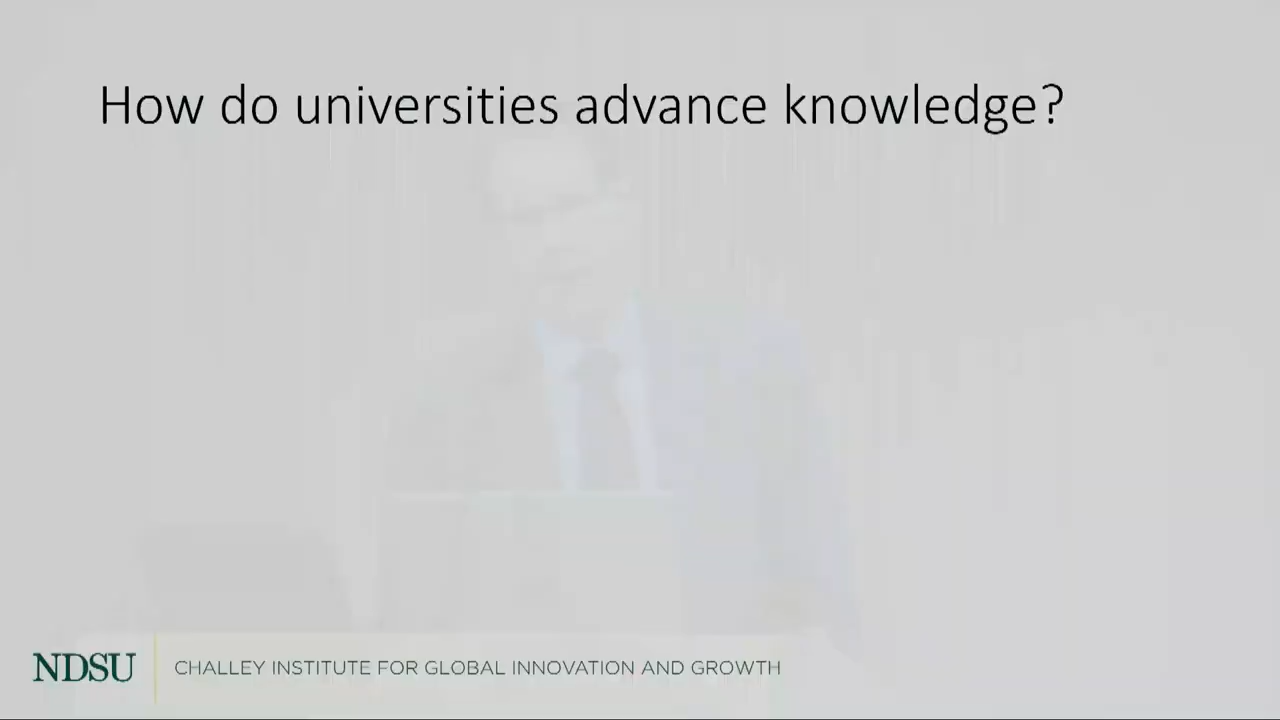 How do universities advance knowledge?
NDSU
CHALLEY INSTITUTE FOR GLOBAL INNOVATION AND GROWTH